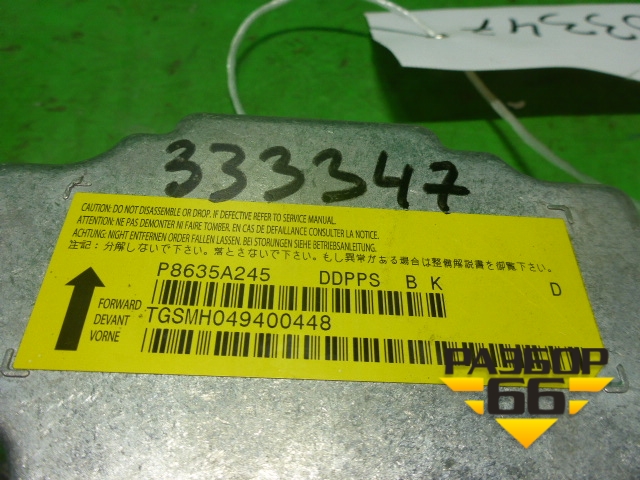 33347
333347
CAUTION: DO NOT DISASSEMBLE OR DROP. IF DEFECTIVE REFER TO SERVICE MANUAL.
ATTENTION: NE PAS DEMONTER NI FAIRE TOMBER. EN CAS DE DEFAILLANCE CONSULTER LA NOTICE.
ACHTUNG: NIGHT ENTFERNEN ORDER FALLEN LASSEN. BEI STORUNGEN SIEHE BETRIEBSANLEITUNG.
注記: 分解しないで下さい。落とさないで下さい。もし異常がある場合は整備解説書を御覧下さい。
P8635A245 DDPPS B K D
FORWARD
DEVANT
VORNE
TGSMH049400448
РАЗБОР
66